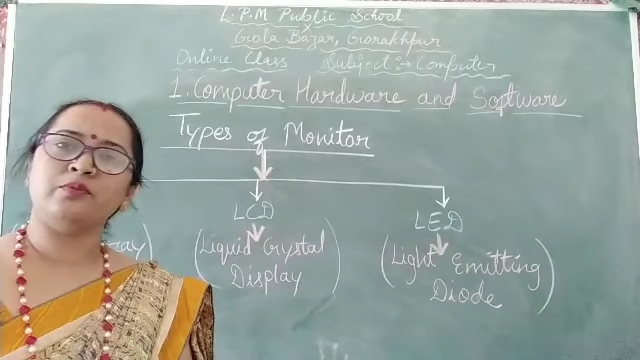 L.P.M Public School
Gola Bazar, Gorakhpur
Online Class Subject:→ Computer
1. Computer Hardware and Software
Types of Monitor
LCD LED
(Liquid Crystal Display)
(Light Emitting Diode)